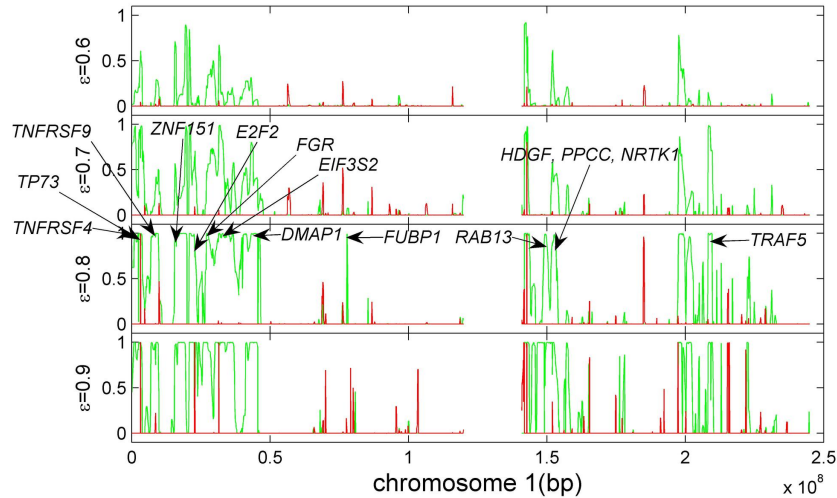 1
0.5
0
ε=0.6
1
0.5
0
ε=0.7
TNFRSF9
ZNF151
E2F2
FGR
EIF3S2
HDGF, PPCC, NRTK1
TP73
TNFRSF4
DMAP1
FUBP1
RAB13
TRAF5
1
0.5
0
ε=0.8
1
0.5
0
ε=0.9
0 0.5 1 1.5 2 2.5
chromosome 1(bp)
x 10^8